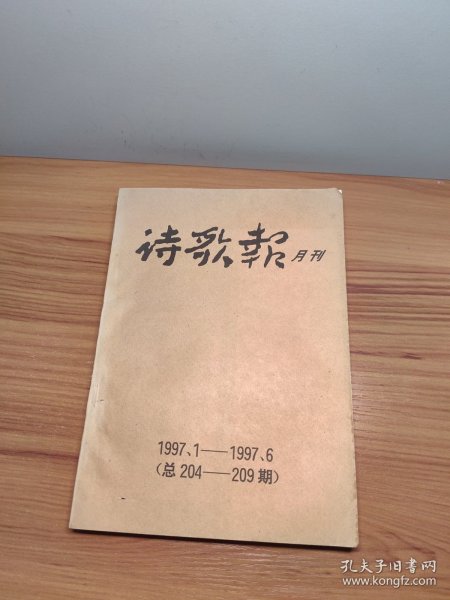 诗歌報 月刊
1997、1——1997、6
(总204——209期)
孔夫子旧书网
www.kongfz.com